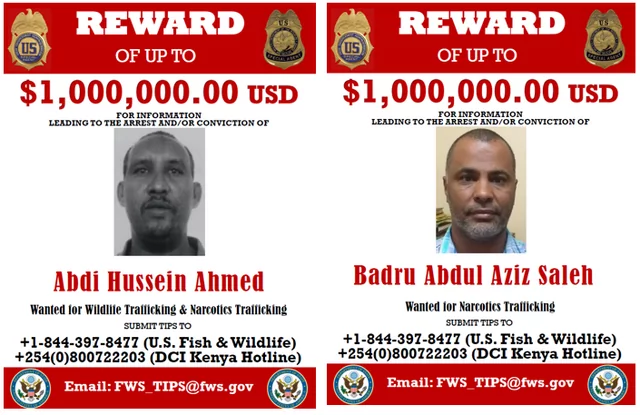 REWARD
OF UP TO
$1,000,000.00 USD
FOR INFORMATION
LEADING TO THE ARREST AND/OR CONVICTION OF
Abdi Hussein Ahmed
Wanted for Wildlife Trafficking & Narcotics Trafficking
SUBMIT TIPS TO
+1-844-397-8477 (U.S. Fish & Wildlife)
+254(0)800722203 (DCI Kenya Hotline)
Email: FWS_TIPS@fws.gov
REWARD
OF UP TO
$1,000,000.00 USD
FOR INFORMATION
LEADING TO THE ARREST AND/OR CONVICTION OF
Badru Abdul Aziz Saleh
Wanted for Narcotics Trafficking
SUBMIT TIPS TO
+1-844-397-8477 (U.S. Fish & Wildlife)
+254(0)800722203 (DCI Kenya Hotline)
Email: FWS_TIPS@fws.gov